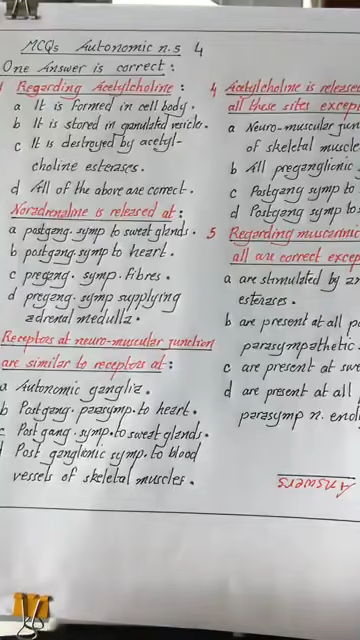 MCQs Autonomic n.s 4
One Answer is correct:
Regarding Acetylcholine:
a It is formed in cell body.
b It is stored in granulated vesicle.
c It is destroyed by acetyl-
choline esterases.
d All of the above are correct.
Noradrenaline is released at:
a postgang. symp to sweat glands.
b postgang. symp to heart.
c pregang. symp. fibres.
d pregang. symp supplying
adrenal medulla.
Receptors at neuro-muscular junction
are similar to receptors at:
a Autonomic ganglia.
b Postgang. parasymp. to heart.
c Post gang. symp. to sweat glands.
d Post ganglionic symp. to blood
vessels of skeletal muscles.
4 Acetylcholine is released
all these sites excep
a Neuro-muscular jun
of skeletal muscle
b All preganglionic
c Postgang symp to
d Postgang symp to
5 Regarding muscarinic
all are correct excep
a are stimulated by
esterases.
b are present at all
parasympathetic.
c are present at swe
d are present at all
parasymp n.
Answers